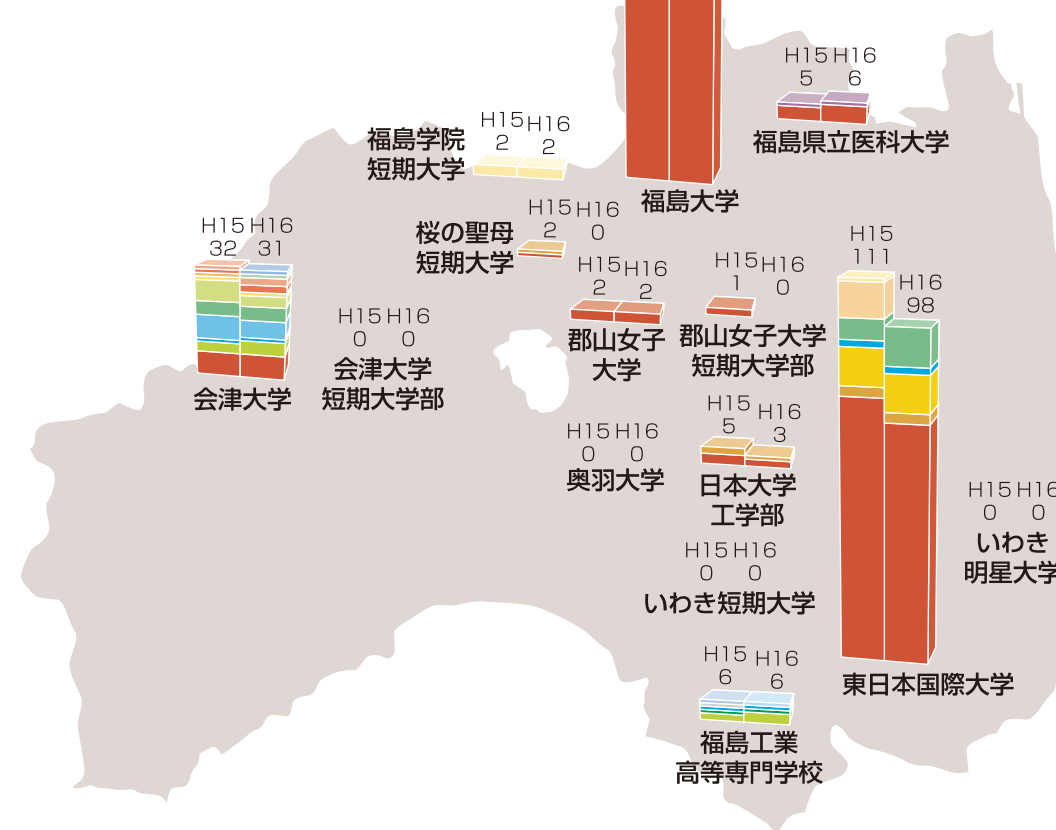 H15 H16
5 6
福島県立医科大学
H15 H16
2 2
福島学院
短期大学
福島大学
H15 H16
2 0
桜の聖母
短期大学
H15 H16
32 31
会津大学
H15 H16
0 0
会津大学
短期大学部
H15 H16
2 2
郡山女子
大学
H15 H16
1 0
郡山女子大学
短期大学部
H15
111
H16
98
東日本国際大学
H15 H16
5 3
日本大学
工学部
H15 H16
0 0
奥羽大学
H15 H16
0 0
いわき
明星大学
H15 H16
0 0
いわき短期大学
H15 H16
6 6
福島工業
高等専門学校